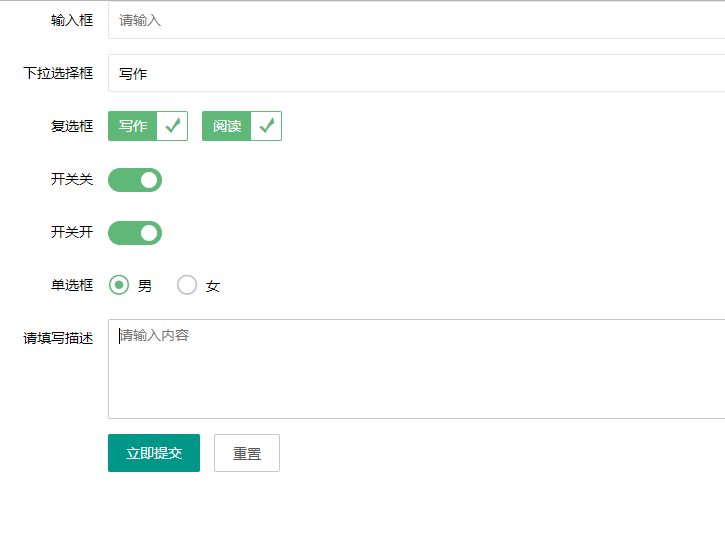 输入框 请输入
下拉选择框 写作
复选框 写作 阅读
开关关
开关开
单选框 男 女
请填写描述 请输入内容
立即提交 重置